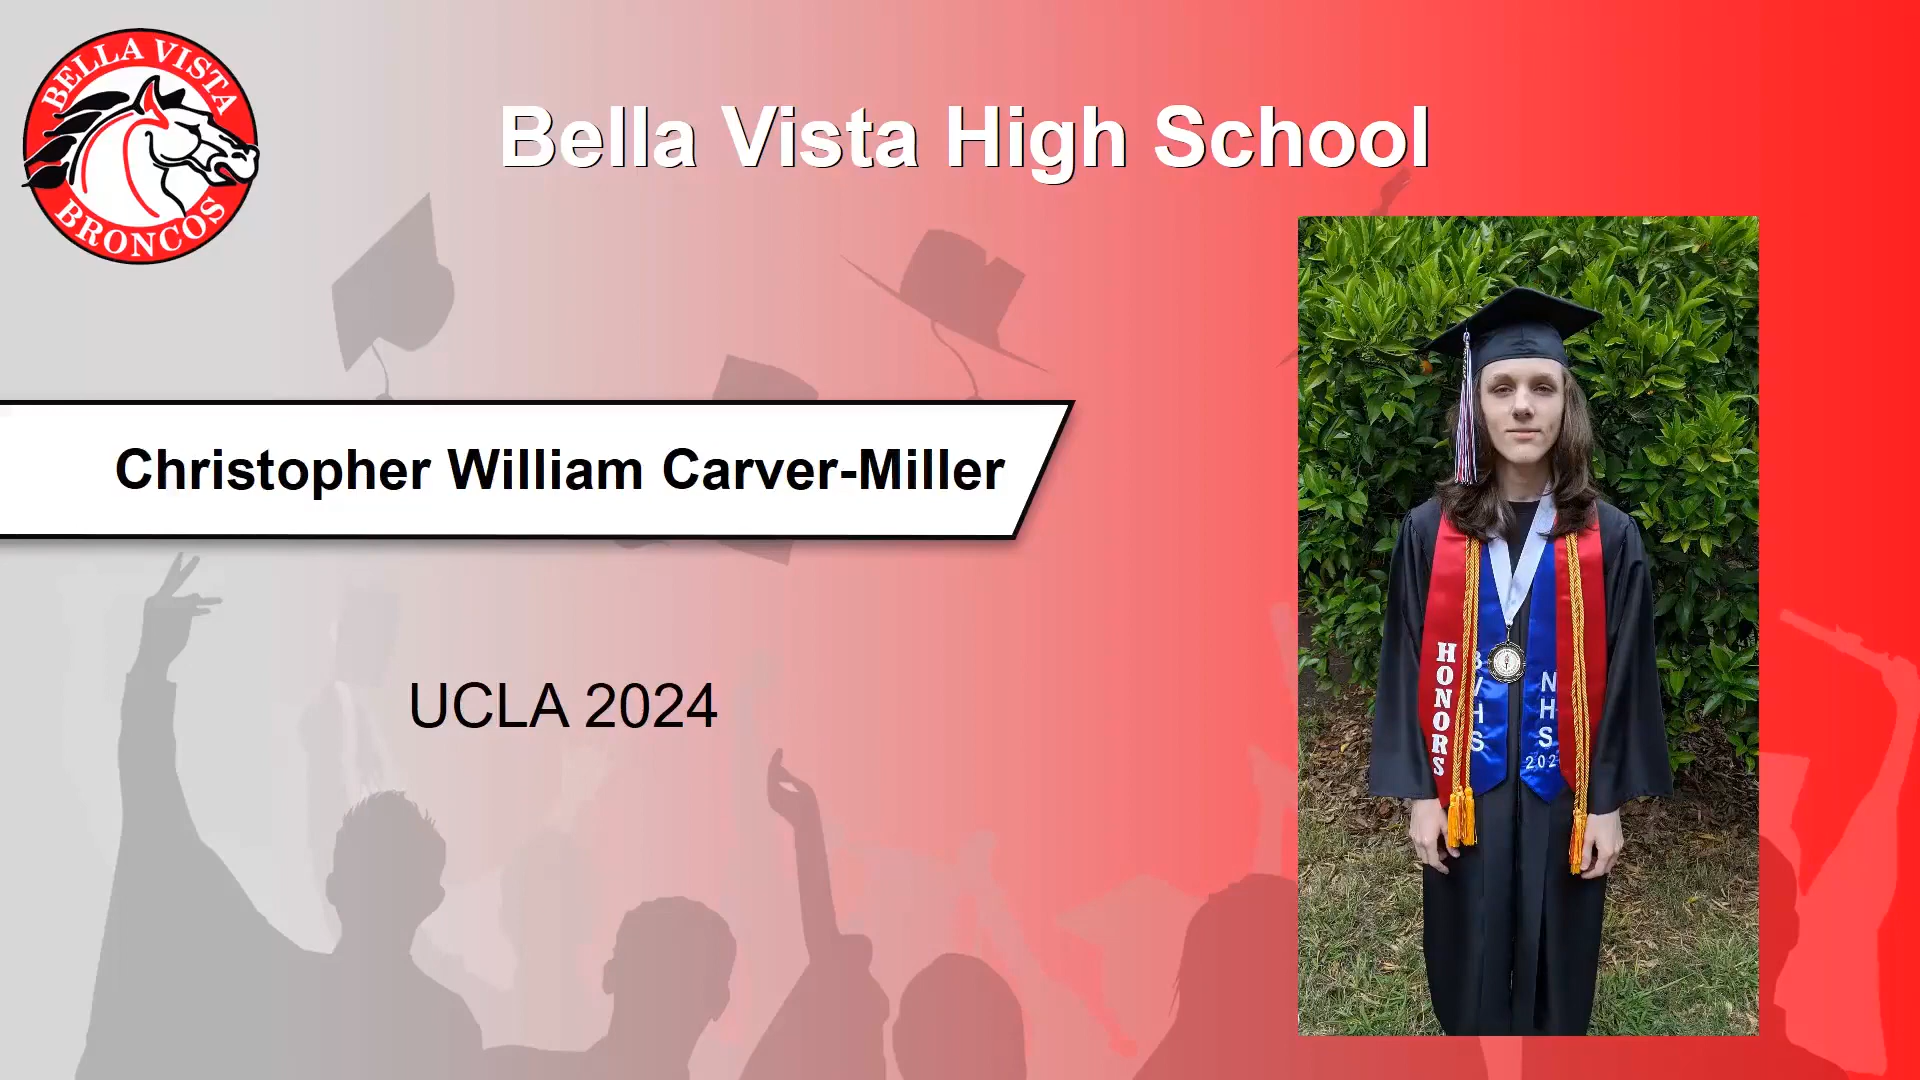 BELLA VISTA
BRONCOS
Bella Vista High School
Christopher William Carver-Miller
UCLA 2024
HONORS
BVHS
NHS
202